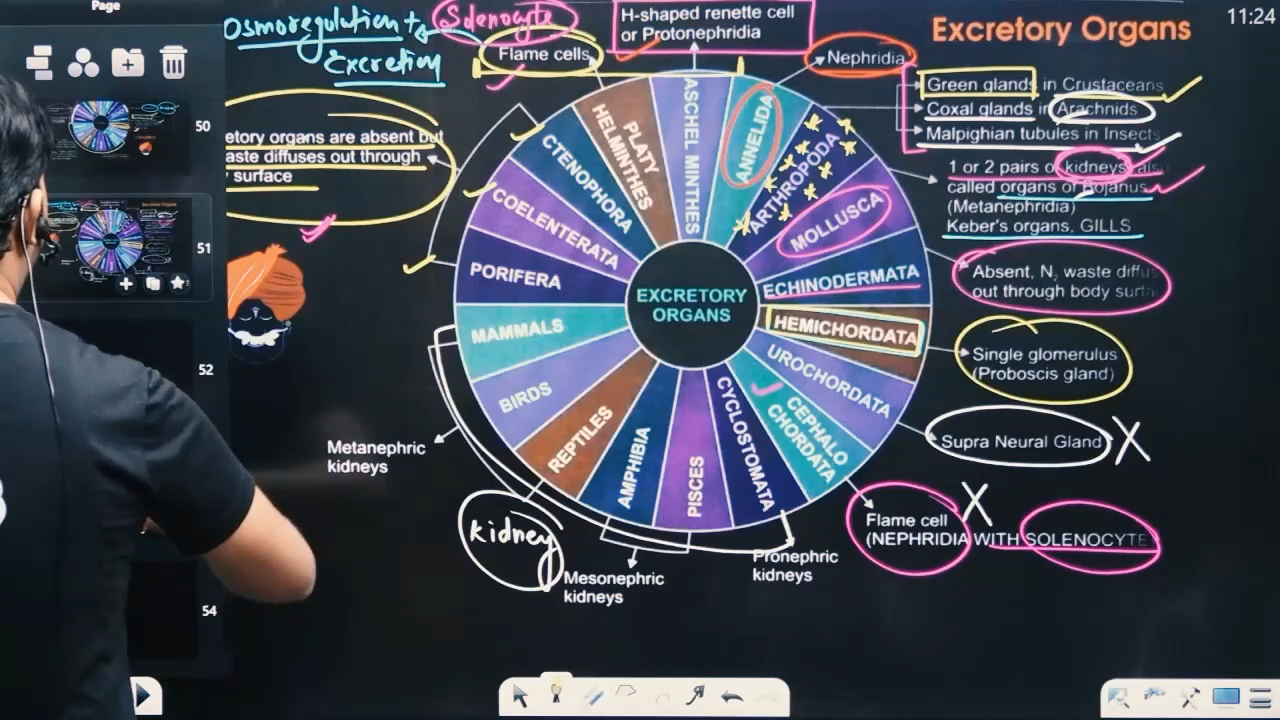 Page
11:24
50
51
52
54
Excretory Organs
Osmoregulation +
Excretion
Solenocyte
Flame cells
H-shaped renette cell
or Protonephridia
Nephridia
Green glands in Crustaceans
Coxal glands in Arachnids
Malpighian tubules in Insects
1 or 2 pairs of kidneys
called organs of Bojanus
(Metanephridia)
Keber's organs, GILLS
Absent, N₂ waste
out through body
Single glomerulus
(Proboscis gland)
Supra Neural Gland
X
Flame cell
X
(NEPHRIDIA WITH SOLENOCYTE
Pronephric
kidneys
Mesonephric
kidneys
kidney
Metanephric
kidneys
etory organs are absent but
aste diffuses out through
surface
EXCRETORY
ORGANS
PORIFERA
COELENTERATA
CTENOPHORA
PLATY
HELMINTHES
ASCHEL MINTHES
ANNELIDA
ARTHROPODA
MOLLUSCA
ECHINODERMATA
HEMICHORDATA
UROCHORDATA
CEPHALO
CHORDATA
CYCLOSTOMATA
PISCES
AMPHIBIA
REPTILES
BIRDS
MAMMALS